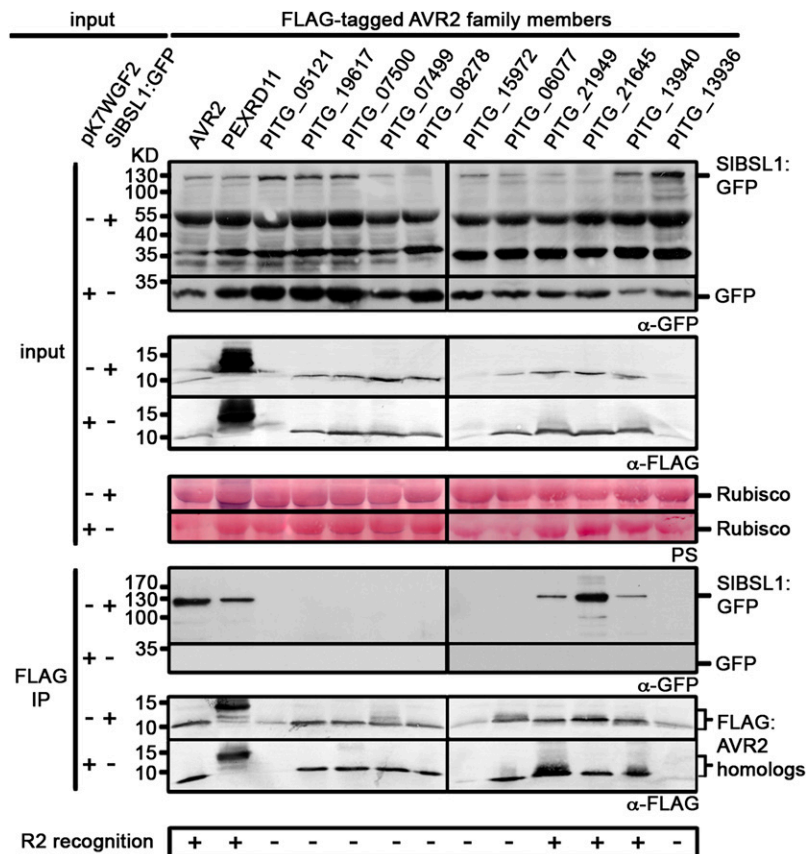 input FLAG-tagged AVR2 family members
pK7WGF2
SlBSL1:GFP
AVR2
PEXRD11
PITG_05121
PITG_19617
PITG_07500
PITG_07499
PITG_08278
PITG_15972
PITG_06077
PITG_21949
PITG_21645
PITG_13940
PITG_13936
KD
130
100
55
40
35
- +
SlBSL1:
GFP
35
+ -
GFP
α-GFP
input
15
10
- +
15
10
+ -
α-FLAG
- + Rubisco
+ - Rubisco
PS
170
130
100
- +
SlBSL1:
GFP
35
+ -
GFP
α-GFP
FLAG
IP
15
10
- +
15
10
+ -
FLAG:
AVR2
homologs
α-FLAG
R2 recognition + + - - - - - - - + + + -